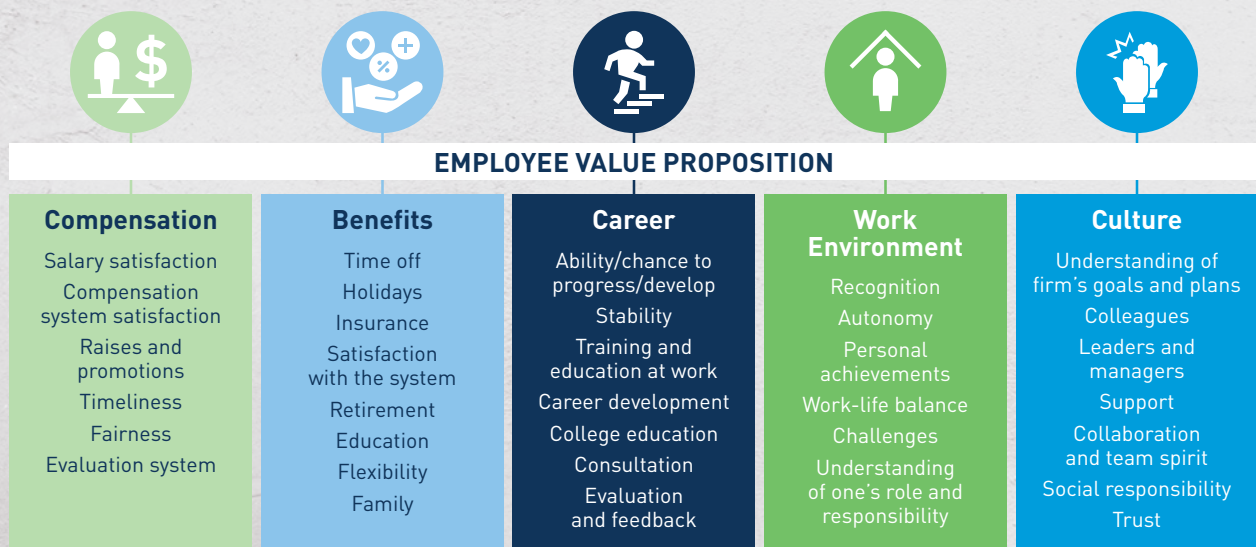 $
%
EMPLOYEE VALUE PROPOSITION
Compensation
Salary satisfaction
Compensation
system satisfaction
Raises and
promotions
Timeliness
Fairness
Evaluation system
Benefits
Time off
Holidays
Insurance
Satisfaction
with the system
Retirement
Education
Flexibility
Family
Career
Ability/chance to
progress/develop
Stability
Training and
education at work
Career development
College education
Consultation
Evaluation
and feedback
Work
Environment
Recognition
Autonomy
Personal
achievements
Work-life balance
Challenges
Understanding
of one's role and
responsibility
Culture
Understanding of
firm's goals and plans
Colleagues
Leaders and
managers
Support
Collaboration
and team spirit
Social responsibility
Trust